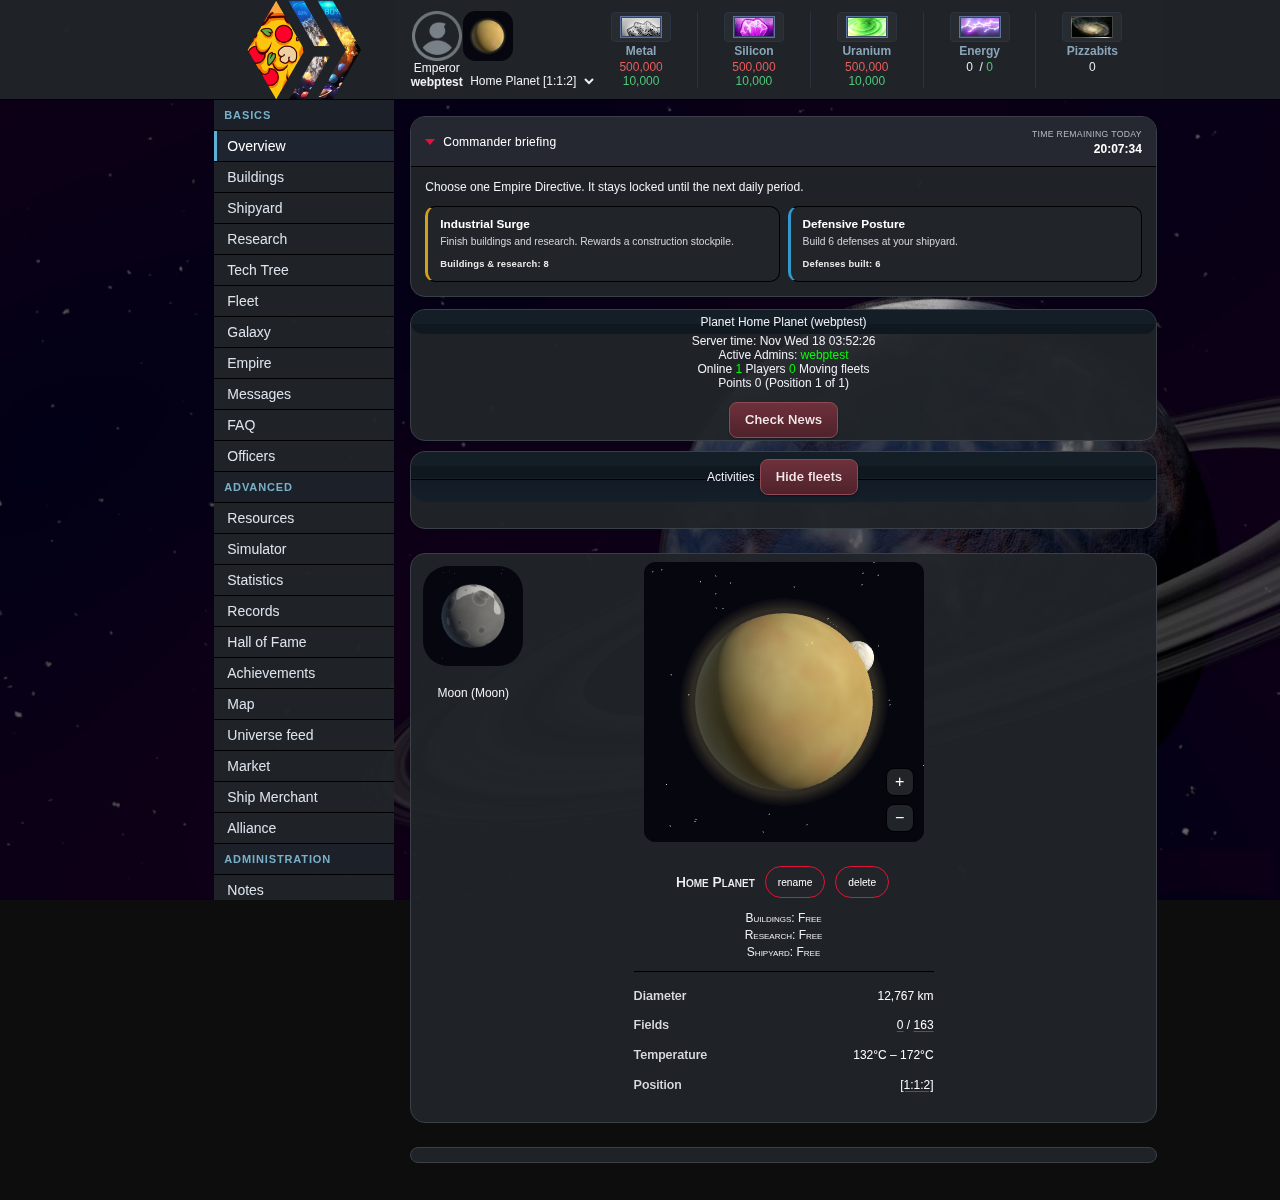 Emperor
webptest
Home Planet [1:1:2]
Metal
500,000
10,000
Silicon
500,000
10,000
Uranium
500,000
10,000
Energy
0 / 0
Pizzabits
0
BASICS
Overview
Buildings
Shipyard
Research
Tech Tree
Fleet
Galaxy
Empire
Messages
FAQ
Officers
ADVANCED
Resources
Simulator
Statistics
Records
Hall of Fame
Achievements
Map
Universe feed
Market
Ship Merchant
Alliance
ADMINISTRATION
Notes
Commander briefing
TIME REMAINING TODAY
20:07:34
Choose one Empire Directive. It stays locked until the next daily period.
Industrial Surge
Finish buildings and research. Rewards a construction stockpile.
Buildings & research: 8
Defensive Posture
Build 6 defenses at your shipyard.
Defenses built: 6
Planet Home Planet (webptest)
Server time: Nov Wed 18 03:52:26
Active Admins: webptest
Online 1 Players 0 Moving fleets
Points 0 (Position 1 of 1)
Check News
Activities Hide fleets
Moon (Moon)
+
−
Home Planet rename delete
Buildings: Free
Research: Free
Shipyard: Free
Diameter 12,767 km
Fields 0 / 163
Temperature 132°C – 172°C
Position [1:1:2]